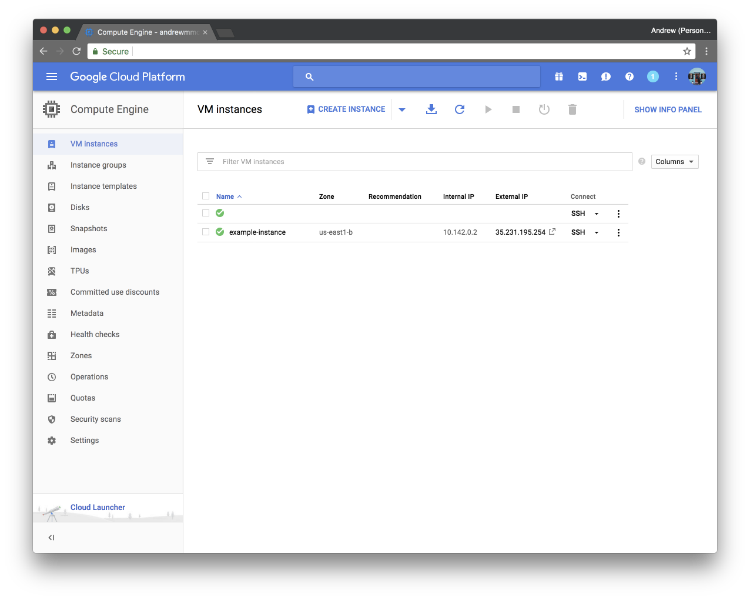 Compute Engine - andrewmm
Andrew (Person...
Secure
Google Cloud Platform
1
Compute Engine
VM instances
CREATE INSTANCE
SHOW INFO PANEL
VM instances
Instance groups
Instance templates
Disks
Snapshots
Images
TPUs
Committed use discounts
Metadata
Health checks
Zones
Operations
Quotas
Security scans
Settings
Cloud Launcher
Filter VM instances
Columns
Name Zone Recommendation Internal IP External IP Connect
SSH
example-instance us-east1-b 10.142.0.2 35.231.195.254 SSH